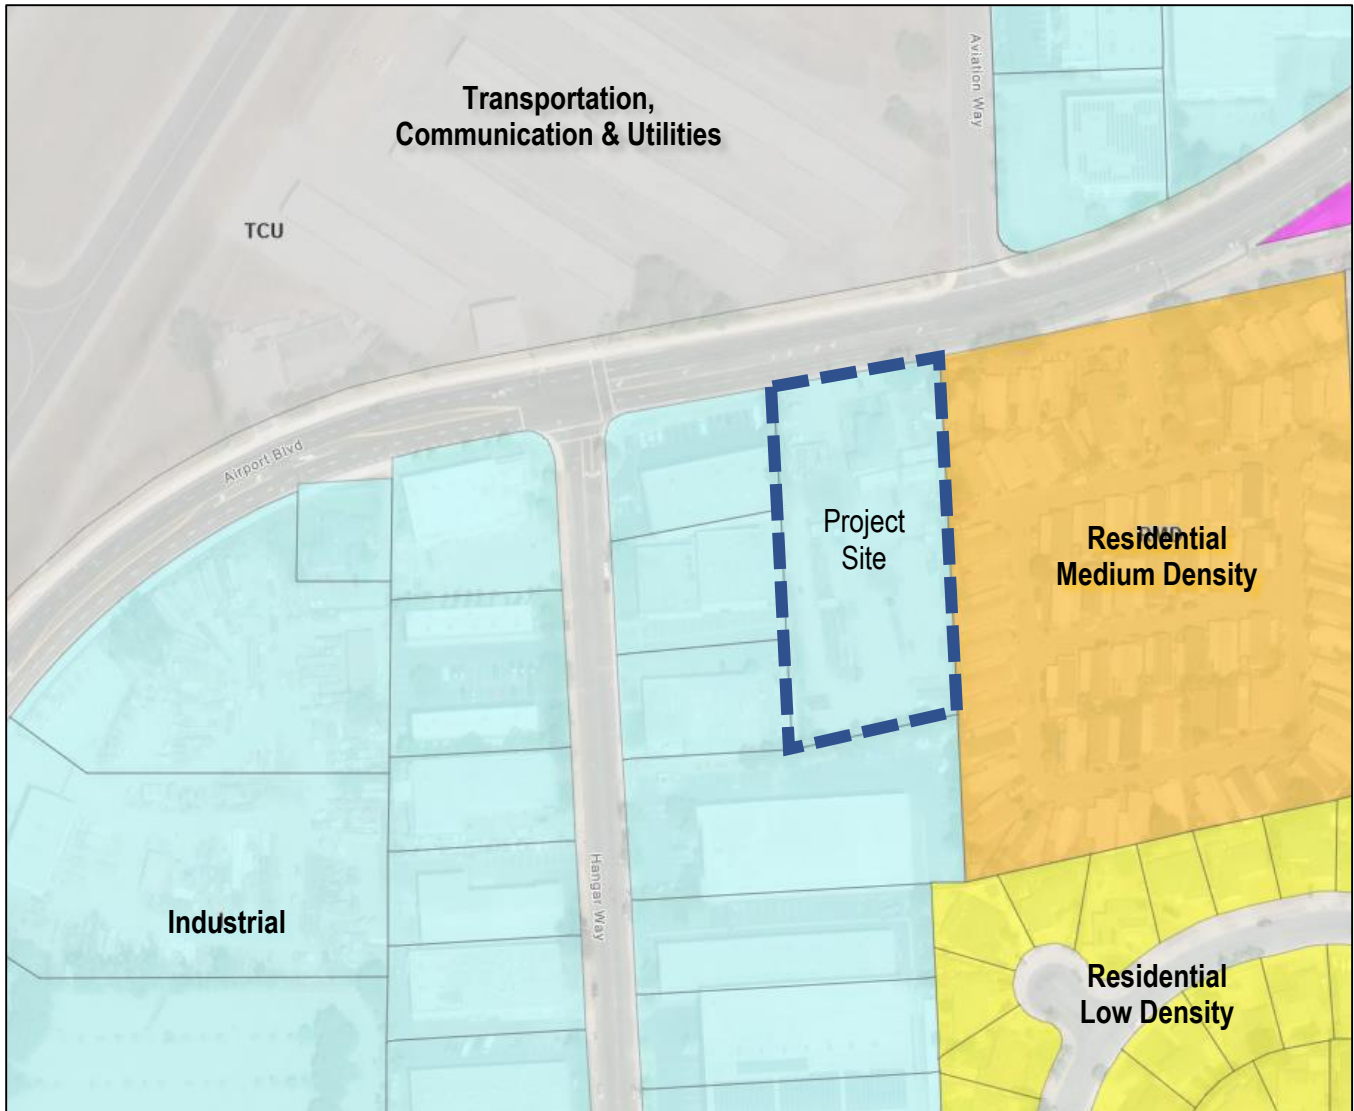 Aviation Way
Transportation,
Communication & Utilities
TCU
Airport Blvd
Project
Site
Residential
Medium Density
Hangar Way
Industrial
Residential
Low Density